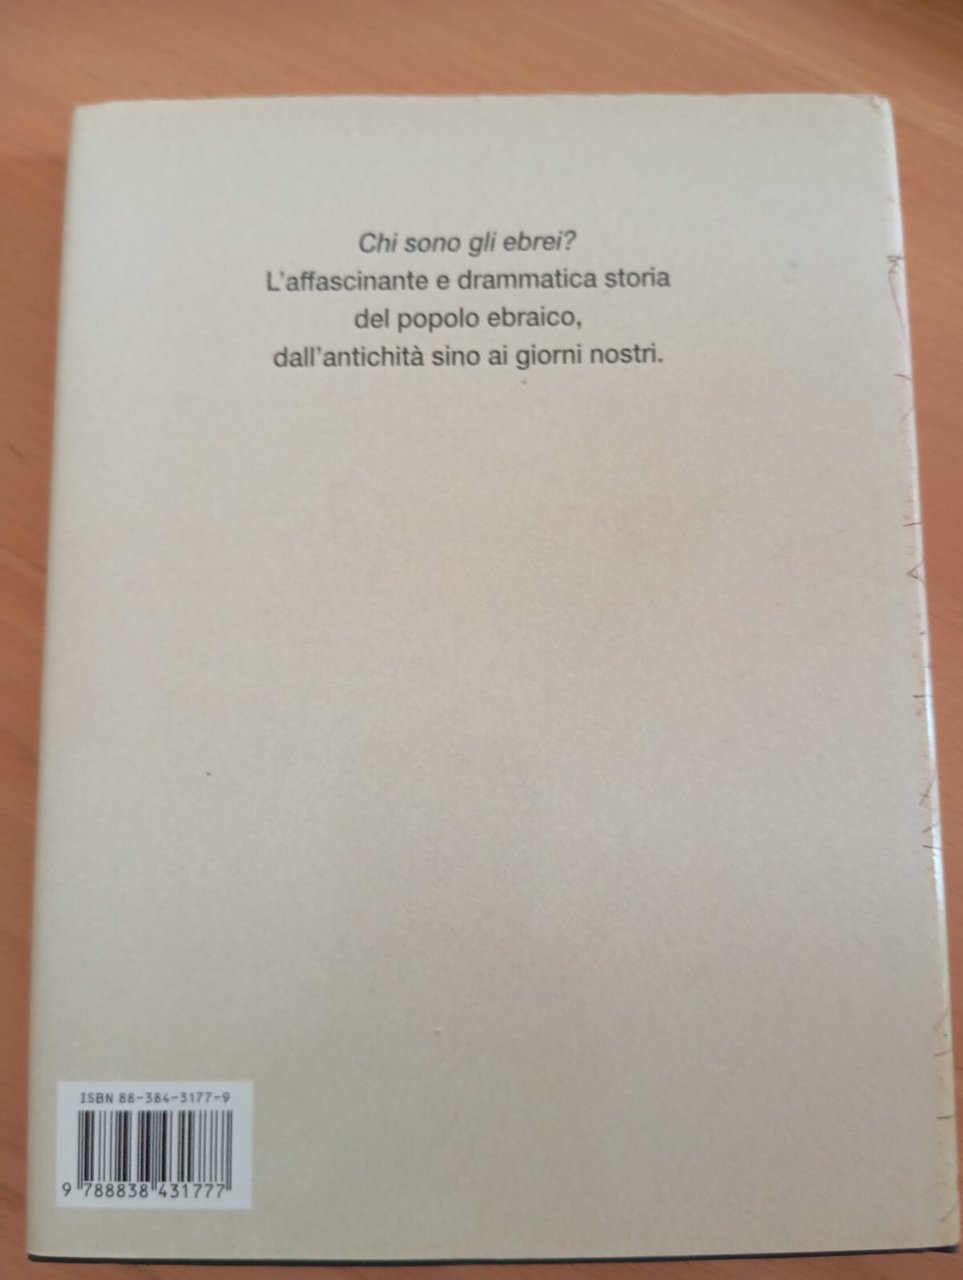 Chi sono gli ebrei?
L'affascinante e drammatica storia
del popolo ebraico,
dall'antichità sino ai giorni nostri.
ISBN 88-384-3177-9
9 788838 431777